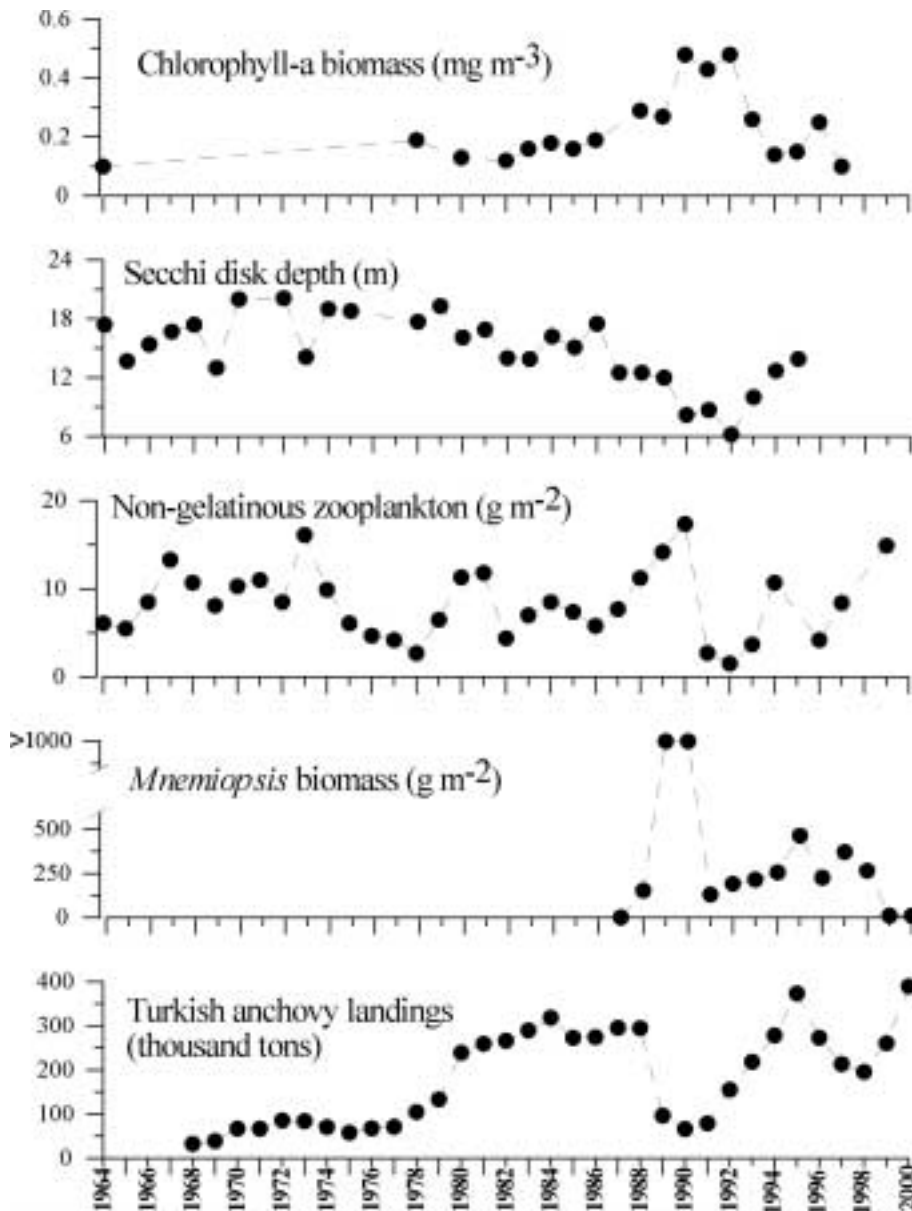 0.6
Chlorophyll-a biomass (mg m-3)
0.4
0.2
0
24
Secchi disk depth (m)
18
12
6
20
Non-gelatinous zooplankton (g m-2)
10
0
>1000
Mnemiopsis biomass (g m-2)
500
250
0
400
Turkish anchovy landings
(thousand tons)
300
200
100
0
1964 1966 1968 1970 1972 1974 1976 1978 1980 1982 1984 1986 1988 1990 1992 1994 1996 1998 2000